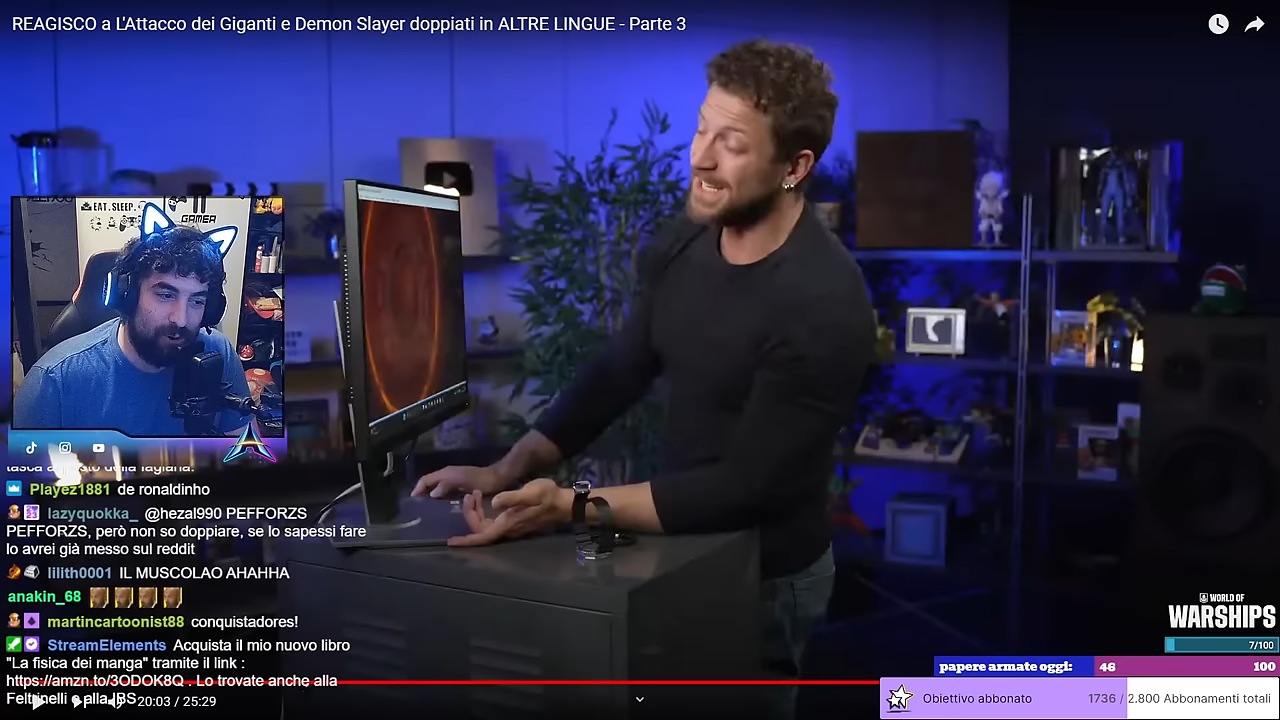 REAGISCO a L'Attacco dei Giganti e Demon Slayer doppiati in ALTRE LINGUE - Parte 3
EAT. SLEEP.
GAMER
Playez1881 de ronaldinho
lazyquokka_ @hezal990 PEFFORZS
PEFFORZS, però non so doppiare, se lo sapessi fare
lo avrei già messo sul reddit
lilith0001 IL MUSCOLAO AHAHHA
anakin_68
martincartoonist88 conquistadores!
StreamElements Acquista il mio nuovo libro
"La fisica dei manga" tramite il link :
https://amzn.to/3ODOK8Q . Lo trovate anche alla
Feltrinelli e alla IBS
20:03 / 25:29
WORLD OF
WARSHIPS
7/100
papere armate oggi: 46 100
Obiettivo abbonato 1736 / 2.800 Abbonamenti totali